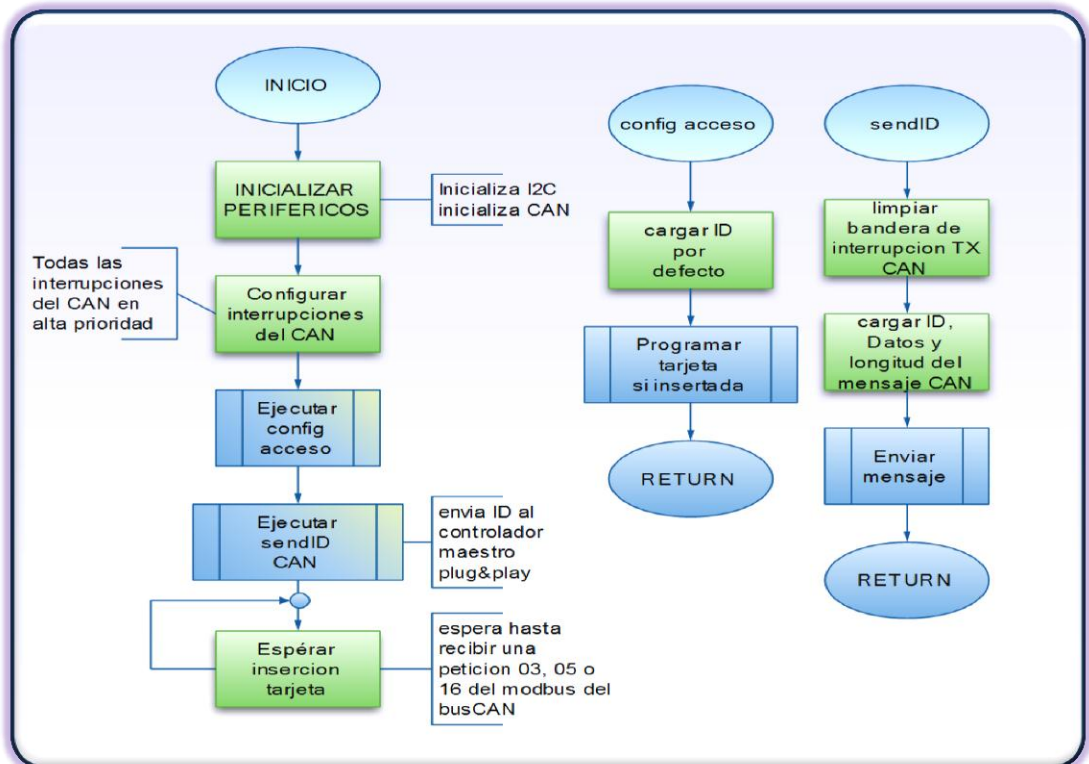 INICIO
INICIALIZAR
PERIFERICOS
Inicializa I2C
inicializa CAN
Todas las
interrupciones
del CAN en
alta prioridad
Configurar
interrupciones
del CAN
Ejecutar
config
acceso
Ejecutar
sendID
CAN
envia ID al
controlador
maestro
plug&play
Espérar
insercion
tarjeta
espera hasta
recibir una
peticion 03, 05 o
16 del modbus del
busCAN
config acceso
cargar ID
por
defecto
Programar
tarjeta
si insertada
RETURN
sendID
limpiar
bandera de
interrupcion TX
CAN
cargar ID,
Datos y
longitud del
mensaje CAN
Enviar
mensaje
RETURN